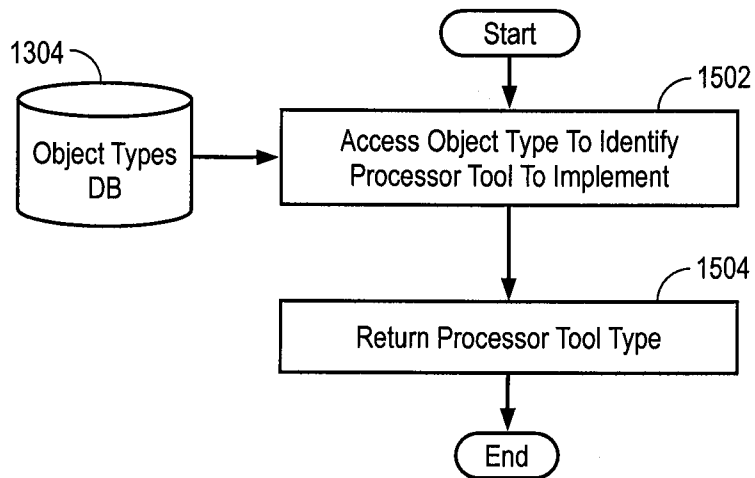 Start
1304
1502
Object Types
DB
Access Object Type To Identify
Processor Tool To Implement
1504
Return Processor Tool Type
End